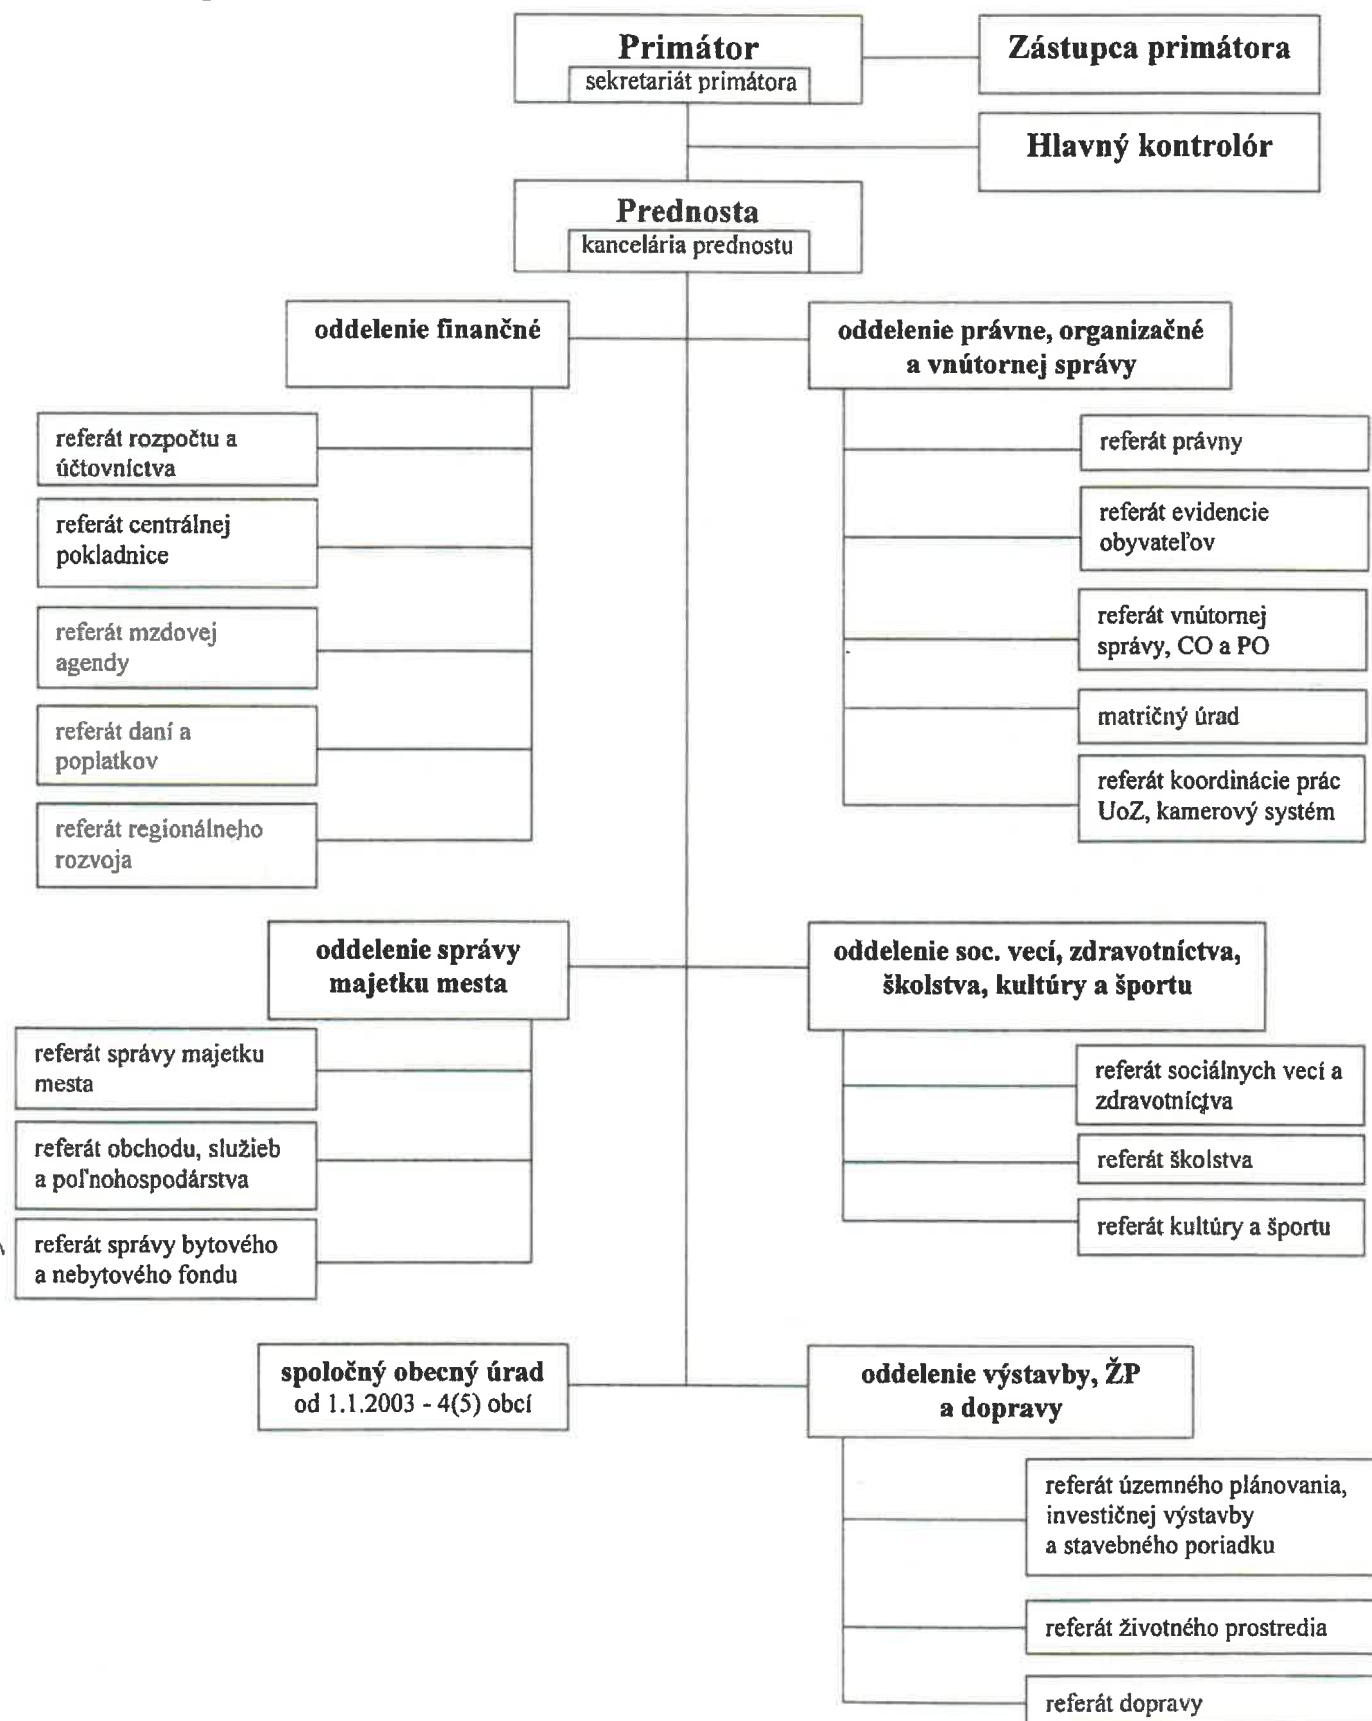 Primátor
sekretariát primátora
Zástupca primátora
Hlavný kontrolór
Prednosta
kancelária prednostu
oddelenie finančné
referát rozpočtu a
účtovníctva
referát centrálnej
pokladnice
referát mzdovej
agendy
referát daní a
poplatkov
referát regionálneho
rozvoja
oddelenie právne, organizačné
a vnútornej správy
referát právny
referát evidencie
obyvateľov
referát vnútornej
správy, CO a PO
matričný úrad
referát koordinácie prác
UoZ, kamerový systém
oddelenie správy
majetku mesta
referát správy majetku
mesta
referát obchodu, služieb
a poľnohospodárstva
referát správy bytového
a nebytového fondu
oddelenie soc. vecí, zdravotníctva,
školstva, kultúry a športu
referát sociálnych vecí a
zdravotníctva
referát školstva
referát kultúry a športu
spoločný obecný úrad
od 1.1.2003 - 4(5) obcí
oddelenie výstavby, ŽP
a dopravy
referát územného plánovania,
investičnej výstavby
a stavebného poriadku
referát životného prostredia
referát dopravy